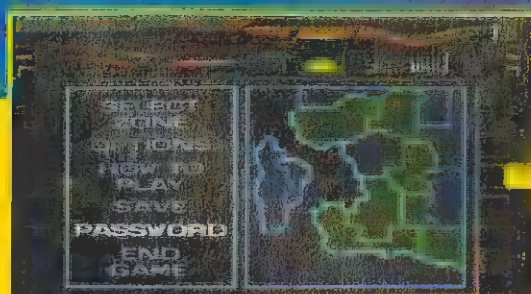 SELECT
ZONE
OPTIONS
HOW TO
PLAY
SAVE
PASSWORD
END
GAME